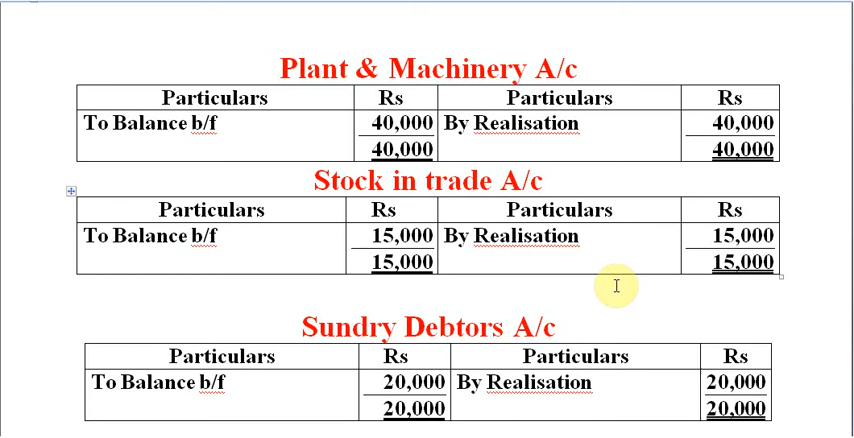 Plant & Machinery A/c
Particulars Rs Particulars Rs
To Balance b/f 40,000 By Realisation 40,000
40,000 40,000
Stock in trade A/c
Particulars Rs Particulars Rs
To Balance b/f 15,000 By Realisation 15,000
15,000 15,000
Sundry Debtors A/c
Particulars Rs Particulars Rs
To Balance b/f 20,000 By Realisation 20,000
20,000 20,000